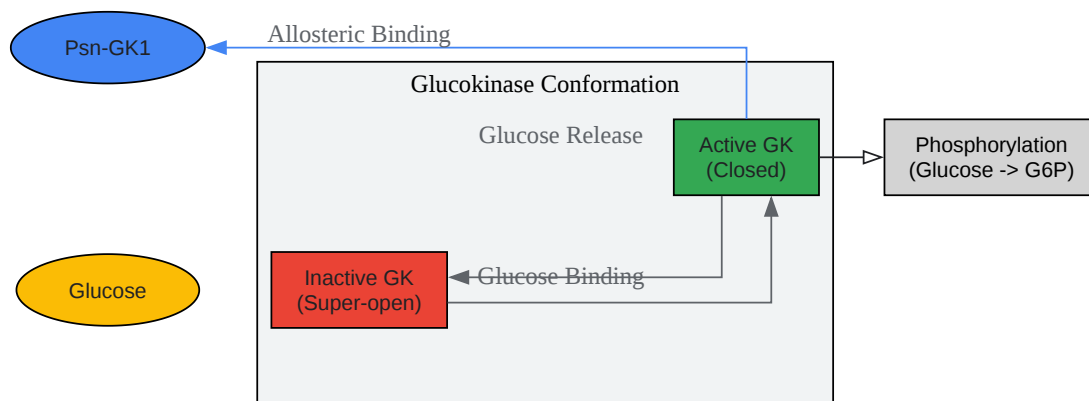 Psn-GK1
Allosteric Binding
Glucokinase Conformation
Glucose Release
Active GK
(Closed)
Phosphorylation
(Glucose -> G6P)
Glucose
Inactive GK
(Super-open)
Glucose Binding